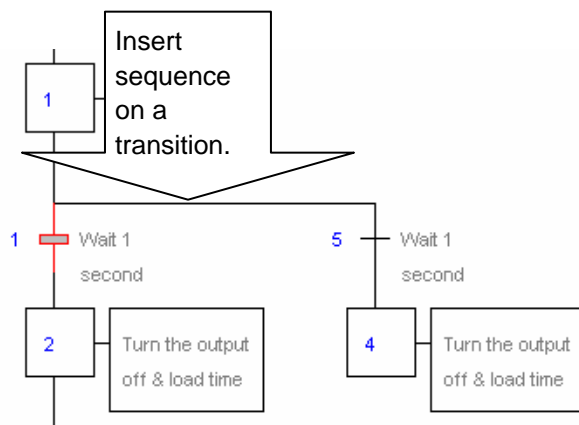 Insert
sequence
on a
transition.
1
1
Wait 1
second
5
Wait 1
second
2
Turn the output
off & load time
4
Turn the output
off & load time